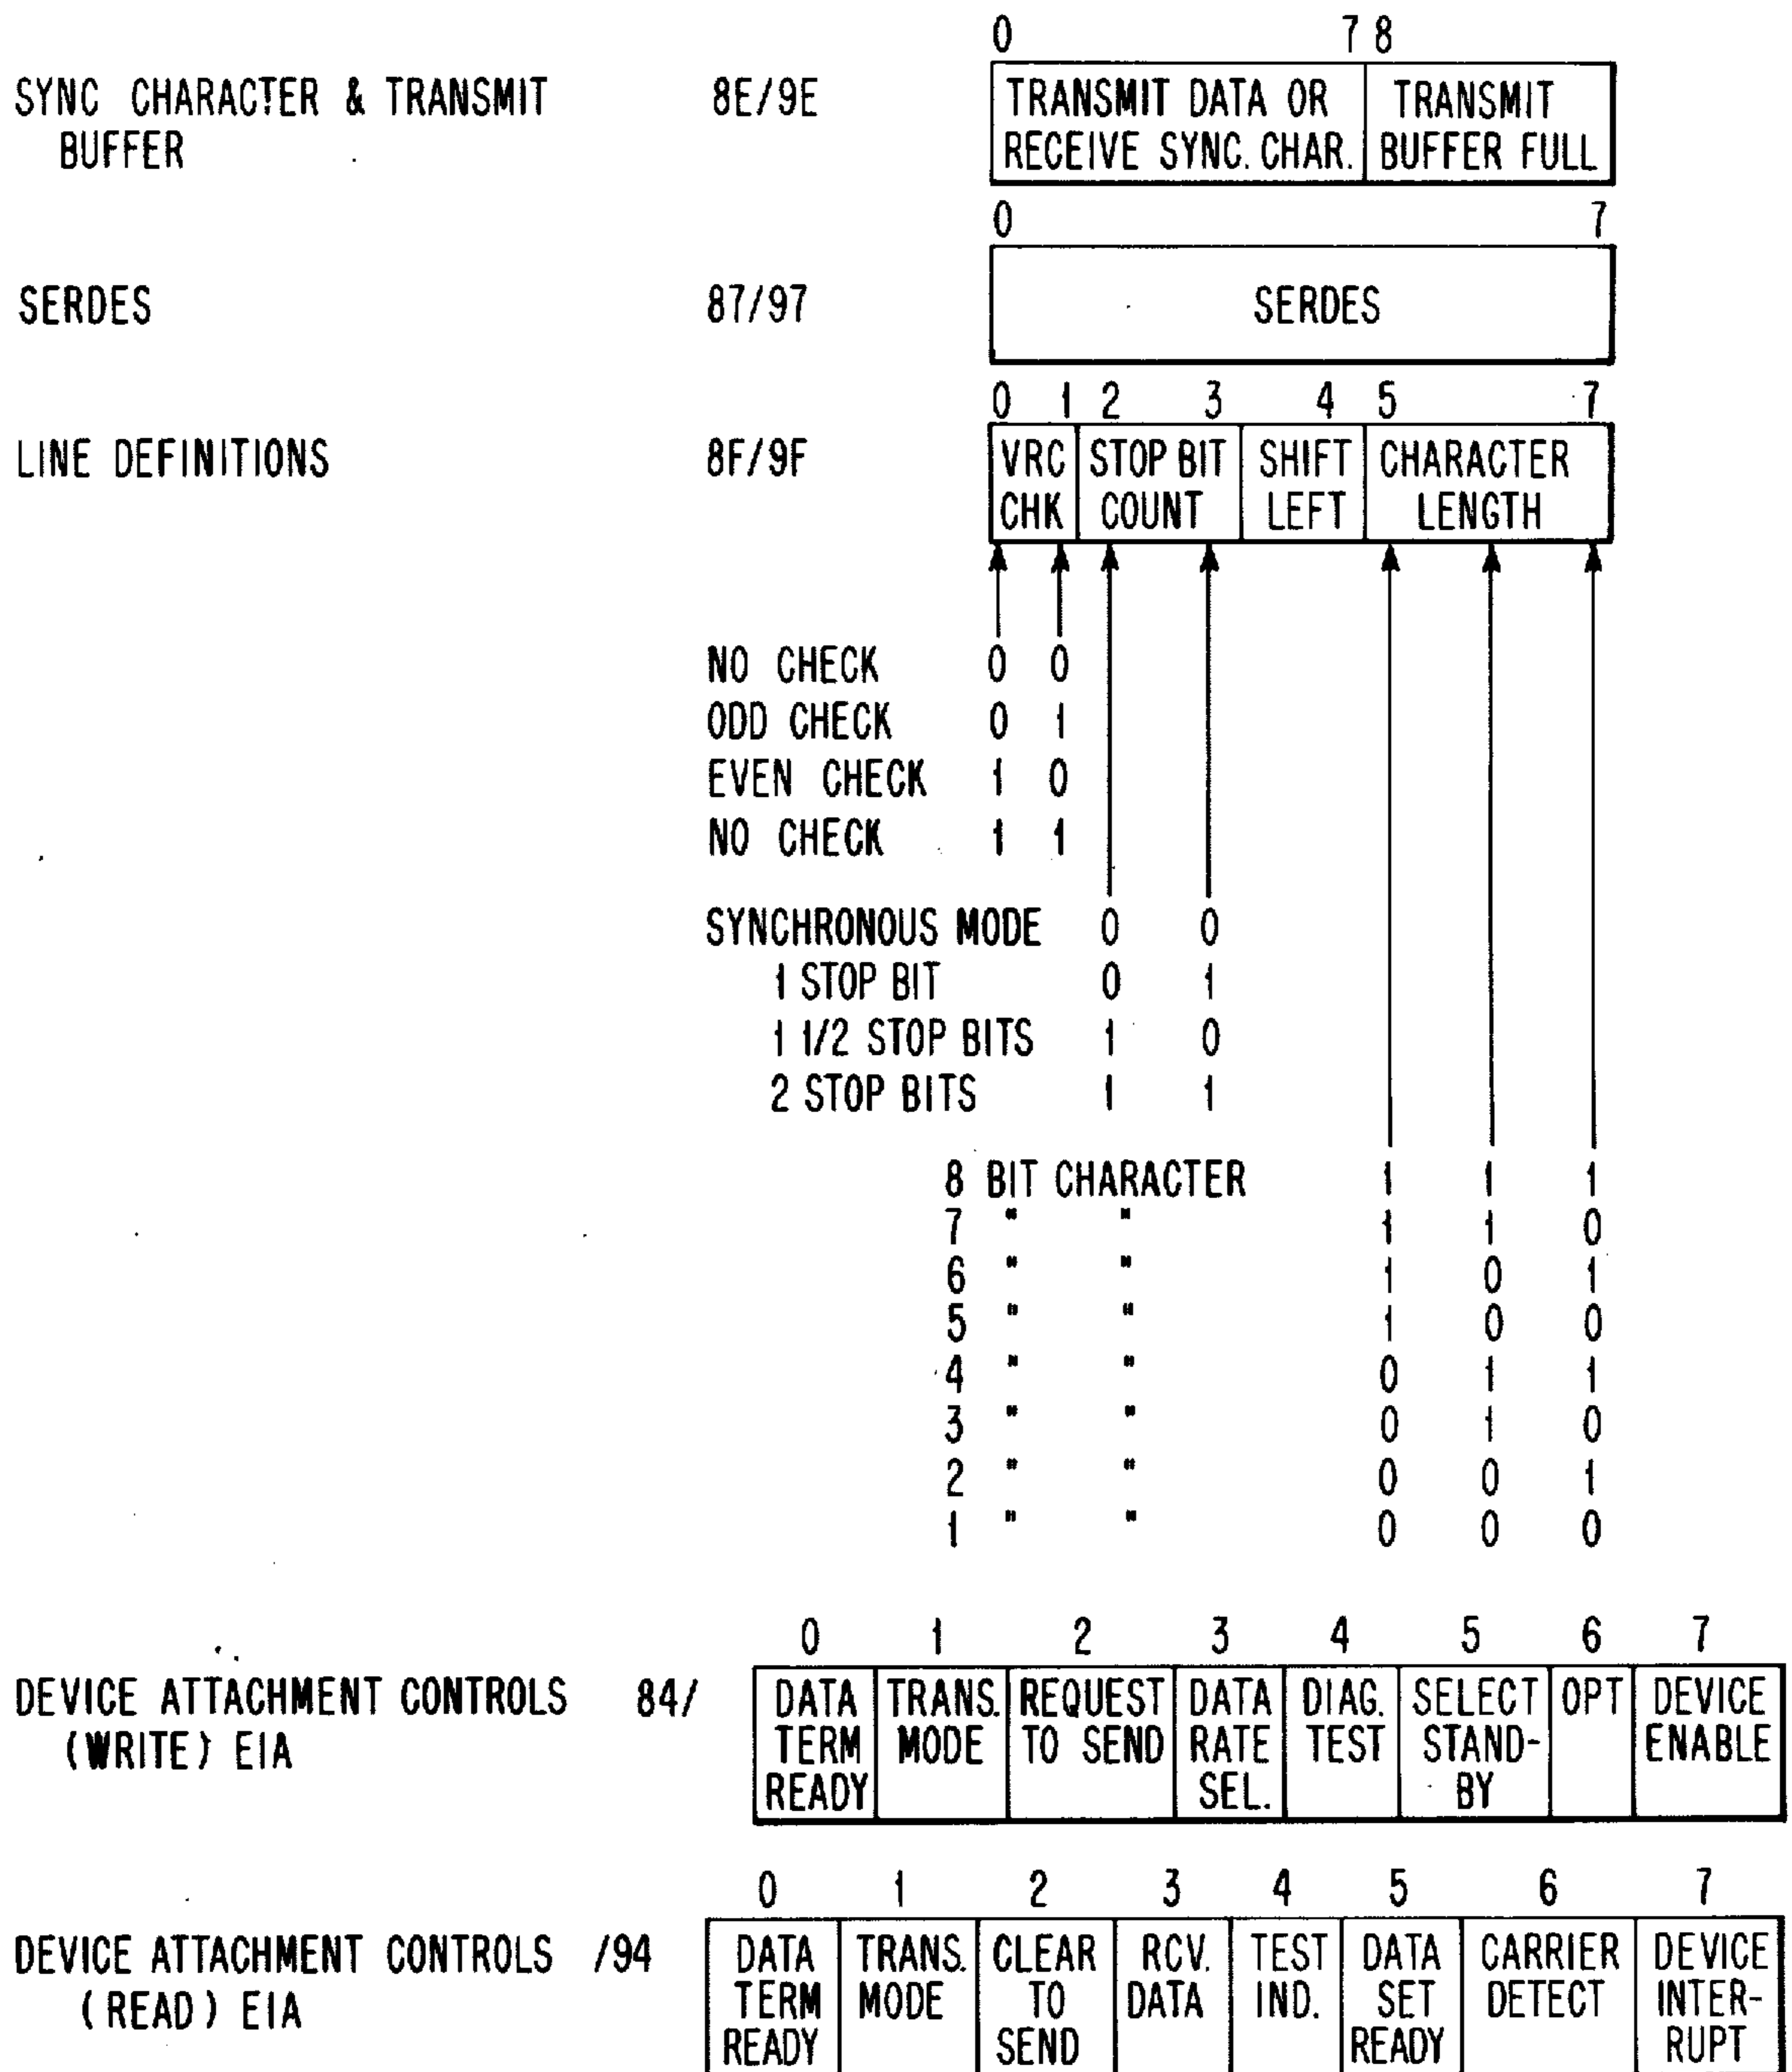 0 7 8
SYNC CHARACTER & TRANSMIT BUFFER 8E/9E TRANSMIT DATA OR RECEIVE SYNC. CHAR. TRANSMIT BUFFER FULL
0 7
SERDES 87/97 SERDES
0 1 2 3 4 5 7
LINE DEFINITIONS 8F/9F VRC CHK STOP BIT COUNT SHIFT LEFT CHARACTER LENGTH
NO CHECK 0 0
ODD CHECK 0 1
EVEN CHECK 1 0
NO CHECK 1 1
SYNCHRONOUS MODE 0 0
1 STOP BIT 0 1
1 1/2 STOP BITS 1 0
2 STOP BITS 1 1
8 BIT CHARACTER 1 1 1
7 " " 1 1 0
6 " " 1 0 1
5 " " 1 0 0
4 " " 0 1 1
3 " " 0 1 0
2 " " 0 0 1
1 " " 0 0 0
0 1 2 3 4 5 6 7
DEVICE ATTACHMENT CONTROLS (WRITE) EIA 84/ DATA TERM READY TRANS. MODE REQUEST TO SEND DATA RATE SEL. DIAG. TEST SELECT STAND-BY OPT DEVICE ENABLE
0 1 2 3 4 5 6 7
DEVICE ATTACHMENT CONTROLS (READ) EIA /94 DATA TERM READY TRANS. MODE CLEAR TO SEND RCV. DATA TEST IND. DATA SET READY CARRIER DETECT DEVICE INTER-RUPT